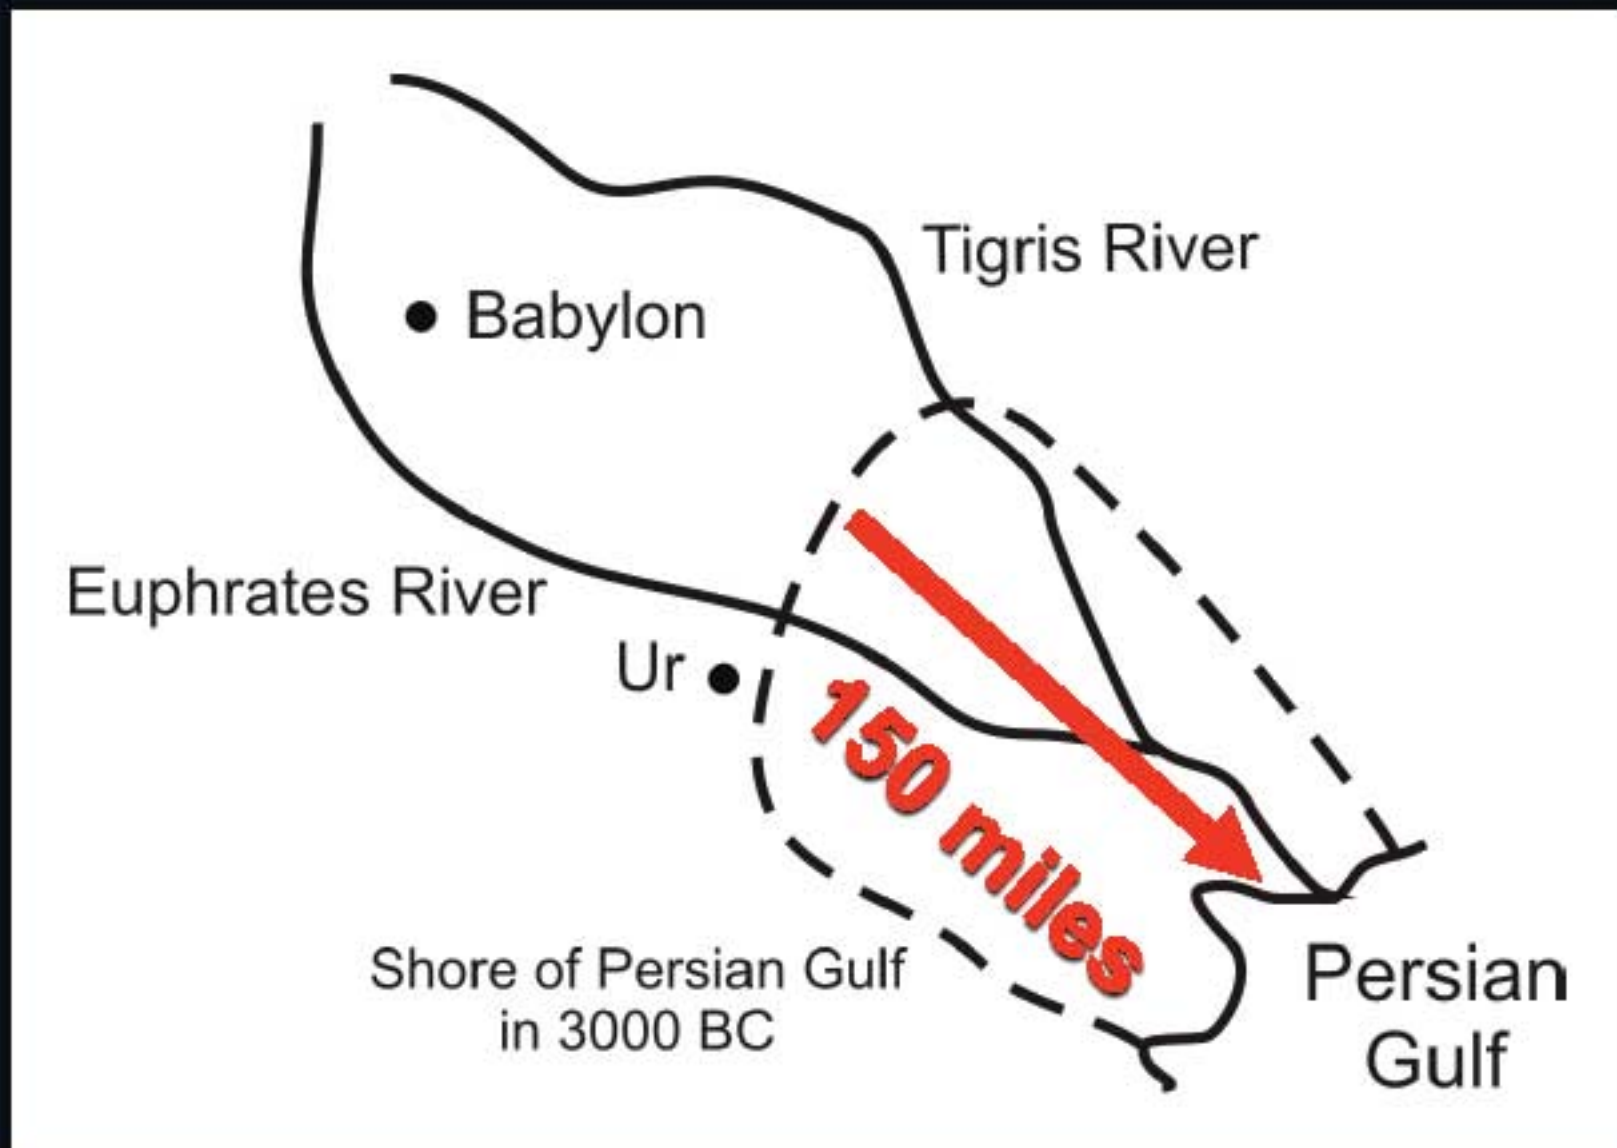 Tigris River
Babylon
Euphrates River
Ur
150 miles
Shore of Persian Gulf
in 3000 BC
Persian
Gulf